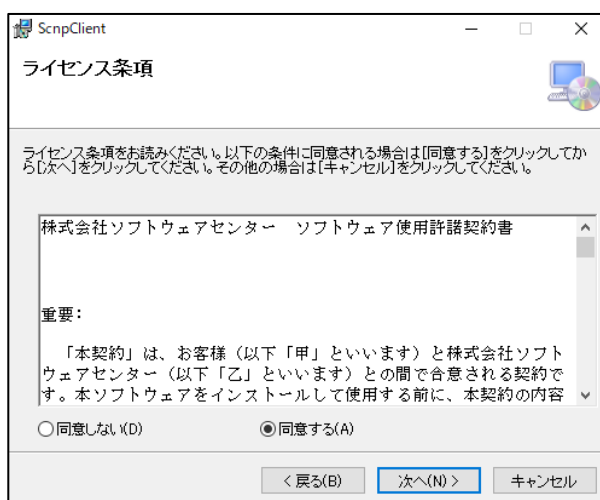 ScnpClient
ライセンス条項
ライセンス条項をお読みください。以下の条件に同意される場合は[同意する]をクリックしてか
ら[次へ]をクリックしてください。その他の場合は[キャンセル]をクリックしてください。
株式会社ソフトウェアセンター　ソフトウェア使用許諾契約書
重要：
「本契約」は、お客様（以下「甲」といいます）と株式会社ソフト
ウェアセンター（以下「乙」といいます）との間で合意される契約で
す。本ソフトウェアをインストールして使用する前に、本契約の内容
同意しない(D)　同意する(A)
< 戻る(B)　次へ(N) >　キャンセル